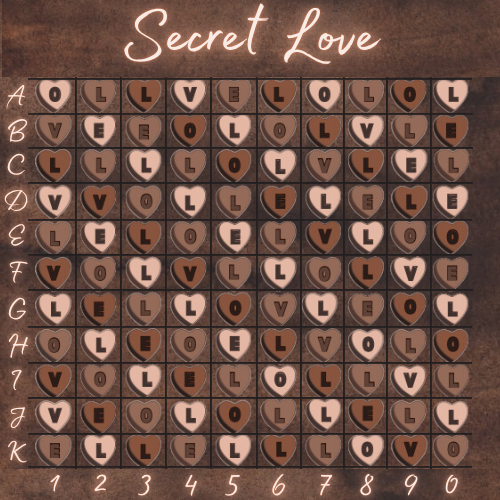 Secret Love
A O L L V E L O L O L
B V E E O L O L V L E
C L L L L O L V L E L
D V V O L L E L E L E
E L E L O E L V L O O
F V O L V L L O L V E
G L E L L O V L E O L
H O L E O E L V O L O
I V O L E L O L L V L
J V E O L O L L E L L
K E L L E L L L O V O
1 2 3 4 5 6 7 8 9 0